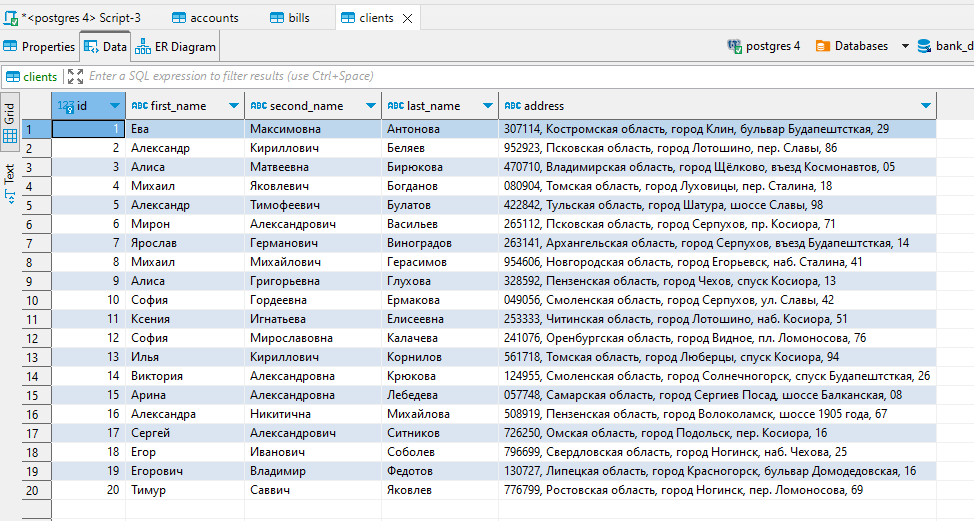 *<postgres 4> Script-3 accounts bills clients
Properties Data ER Diagram postgres 4 Databases bank_d
clients Enter a SQL expression to filter results (use Ctrl+Space)
Grid
Text
123 id ABC first_name ABC second_name ABC last_name ABC address
1 1 Ева Максимовна Антонова 307114, Костромская область, город Клин, бульвар Будапештсткая, 29
2 2 Александр Кириллович Беляев 952923, Псковская область, город Лотошино, пер. Славы, 86
3 3 Алиса Матвеевна Бирюкова 470710, Владимирская область, город Щёлково, въезд Космонавтов, 05
4 4 Михаил Яковлевич Богданов 080904, Томская область, город Луховицы, пер. Сталина, 18
5 5 Александр Тимофеевич Булатов 422842, Тульская область, город Шатура, шоссе Славы, 98
6 6 Мирон Александрович Васильев 265112, Псковская область, город Серпухов, пр. Косиора, 71
7 7 Ярослав Германович Виноградов 263141, Архангельская область, город Серпухов, въезд Будапештсткая, 14
8 8 Михаил Михайлович Герасимов 954606, Новгородская область, город Егорьевск, наб. Сталина, 41
9 9 Алиса Григорьевна Глухова 328592, Пензенская область, город Чехов, спуск Косиора, 13
10 10 София Гордеевна Ермакова 049056, Смоленская область, город Серпухов, ул. Славы, 42
11 11 Ксения Игнатьева Елисеевна 253333, Читинская область, город Лотошино, наб. Косиора, 51
12 12 София Мирославовна Калачева 241076, Оренбургская область, город Видное, пл. Ломоносова, 76
13 13 Илья Кириллович Корнилов 561718, Томская область, город Люберцы, спуск Косиора, 94
14 14 Виктория Александровна Крюкова 124955, Смоленская область, город Солнечногорск, спуск Будапештсткая, 26
15 15 Арина Александровна Лебедева 057748, Самарская область, город Сергиев Посад, шоссе Балканская, 08
16 16 Александра Никитична Михайлова 508919, Пензенская область, город Волоколамск, шоссе 1905 года, 67
17 17 Сергей Александрович Ситников 726250, Омская область, город Подольск, пер. Косиора, 16
18 18 Егор Иванович Соболев 796699, Свердловская область, город Ногинск, наб. Чехова, 25
19 19 Егорович Владимир Федотов 130727, Липецкая область, город Красногорск, бульвар Домодедовская, 16
20 20 Тимур Саввич Яковлев 776799, Ростовская область, город Ногинск, пер. Ломоносова, 69